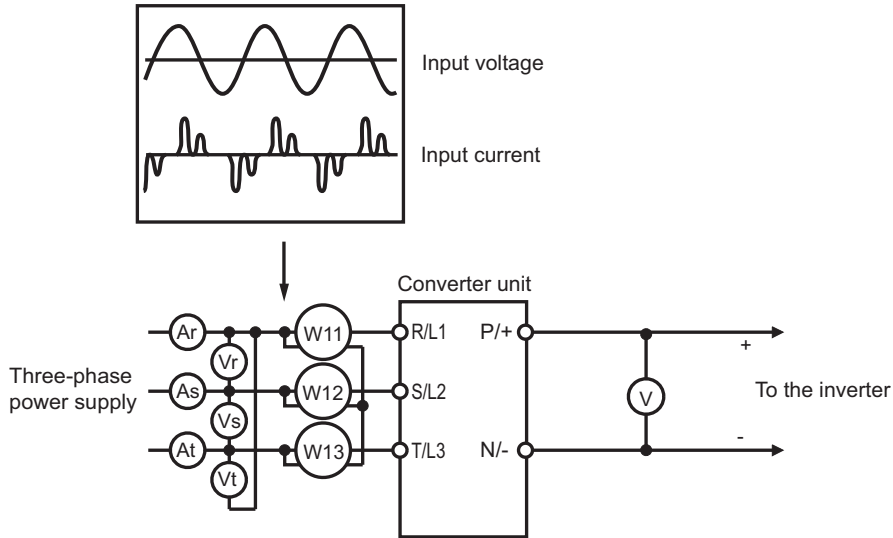 Input voltage
Input current
Converter unit
Ar
W11
R/L1
P/+
+
Vr
Three-phase
power supply
As
W12
S/L2
V
To the inverter
Vs
At
W13
T/L3
N/-
-
Vt